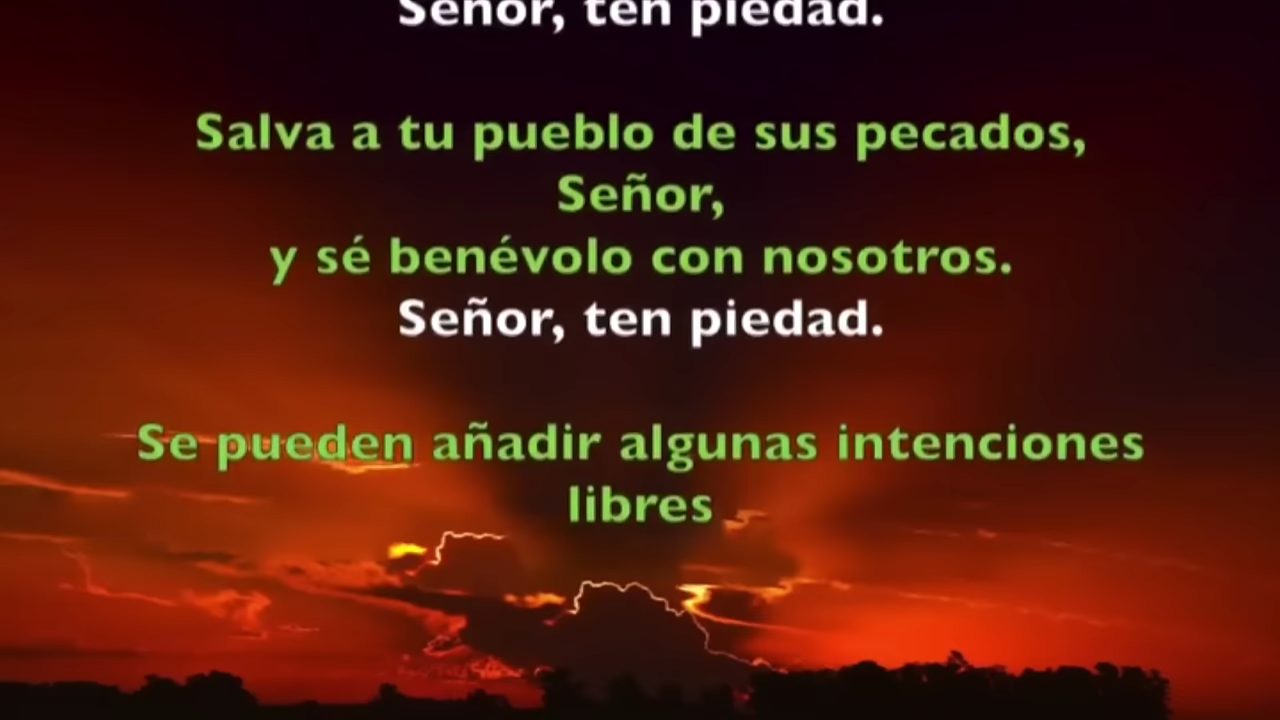 Señor, ten piedad.
Salva a tu pueblo de sus pecados,
Señor,
y sé benévolo con nosotros.
Señor, ten piedad.
Se pueden añadir algunas intenciones
libres